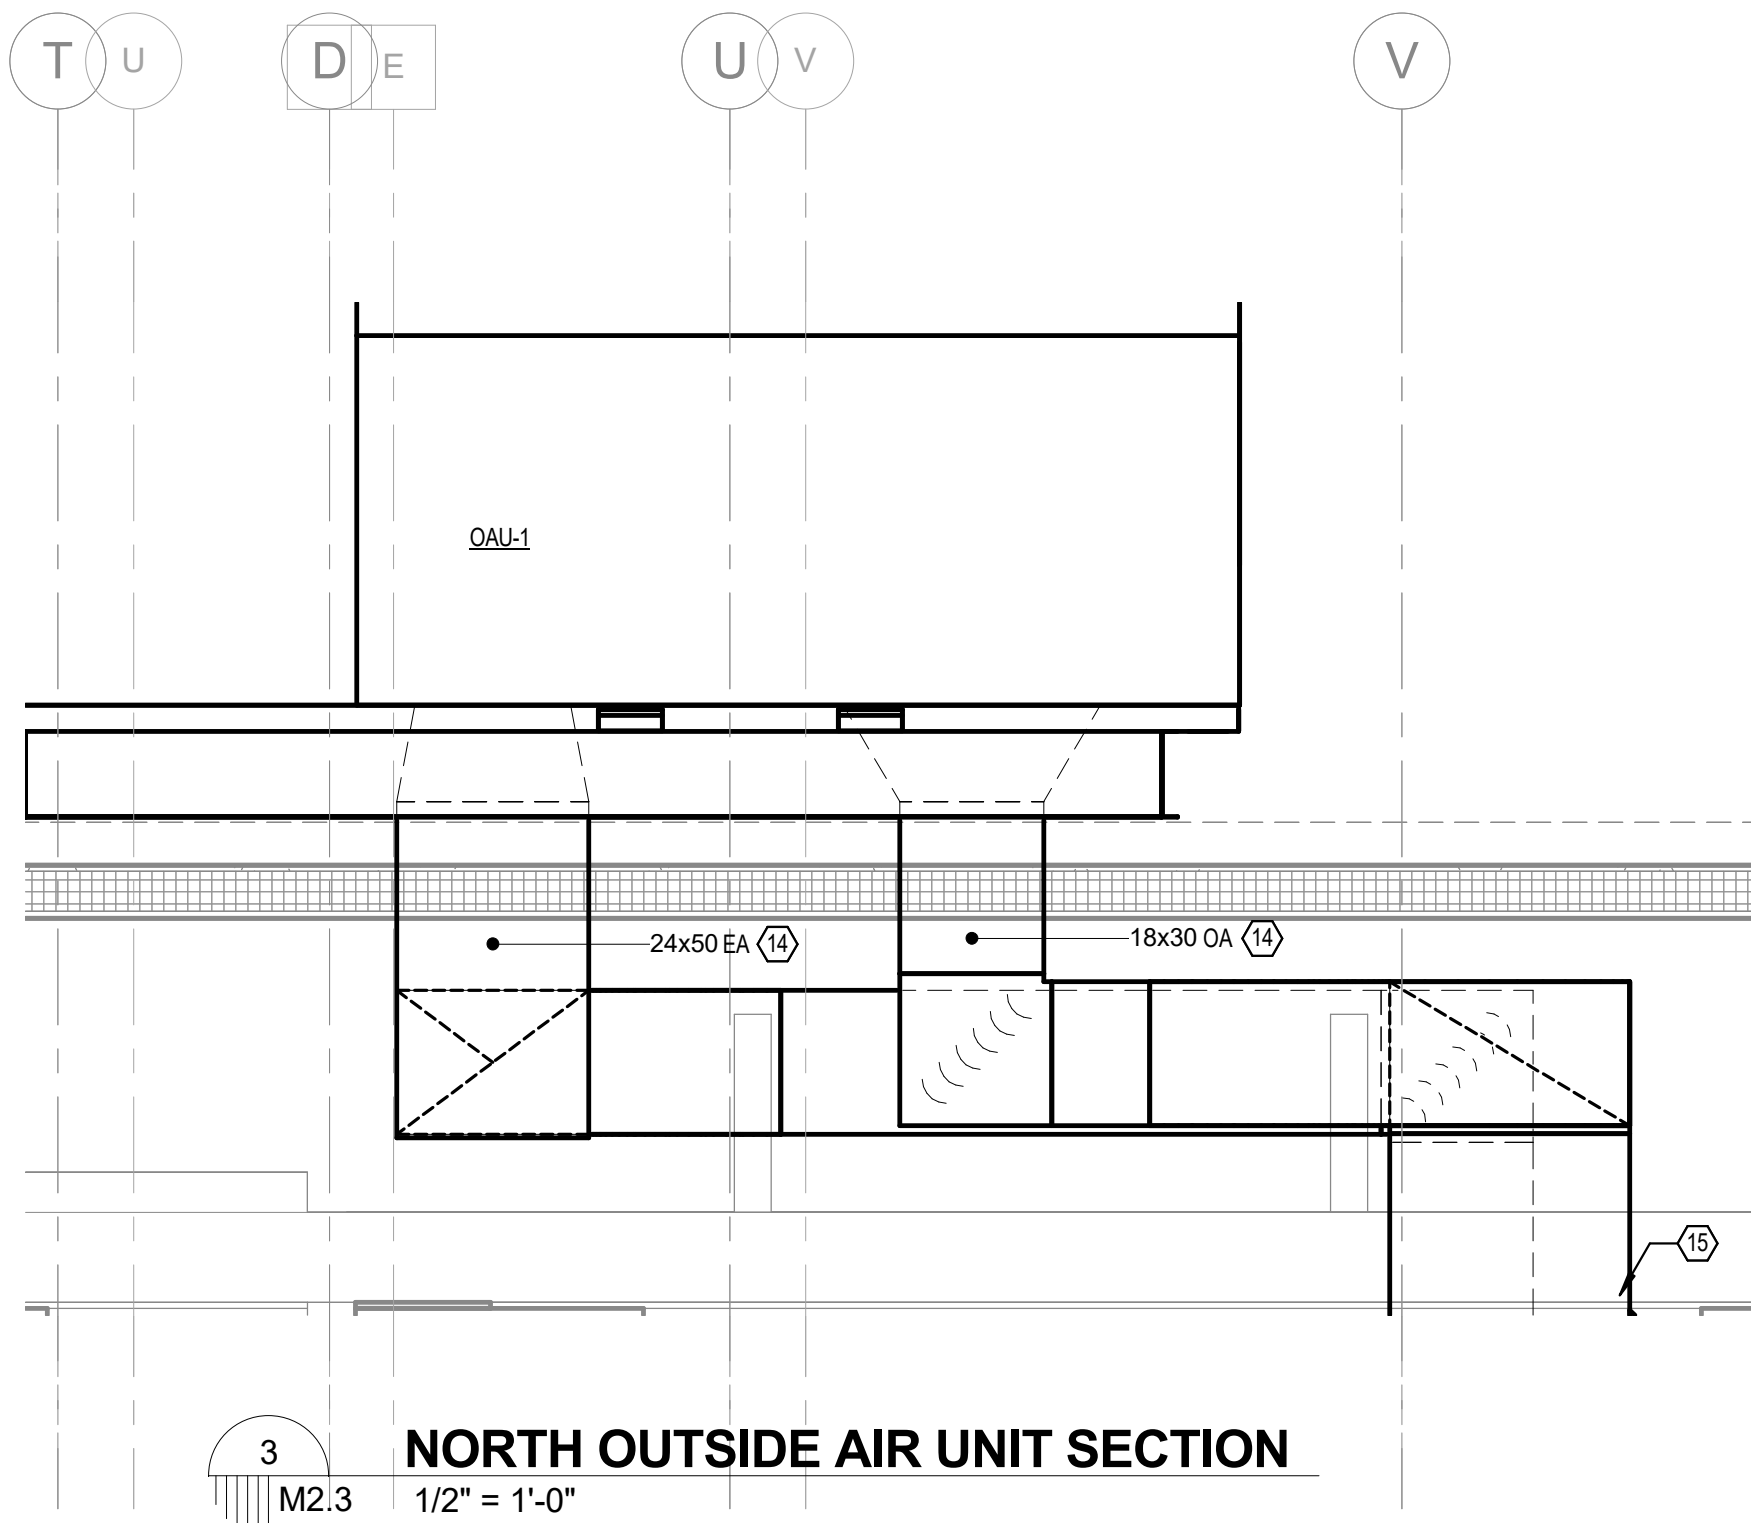 T U D E U V V
OAU-1
24x50 EA 14
18x30 OA 14
15
3
NORTH OUTSIDE AIR UNIT SECTION
M2.3
1/2" = 1'-0"